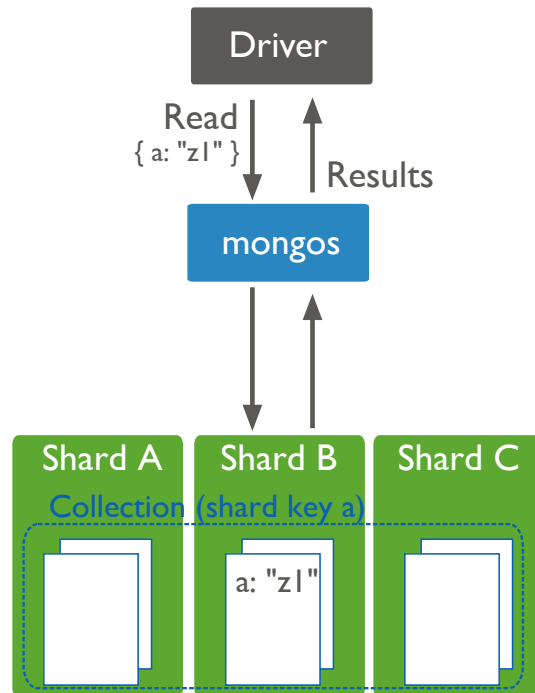 Driver
Read
{ a: "z1" }
Results
mongos
Shard A
Shard B
Shard C
Collection (shard key a)
a: "z1"